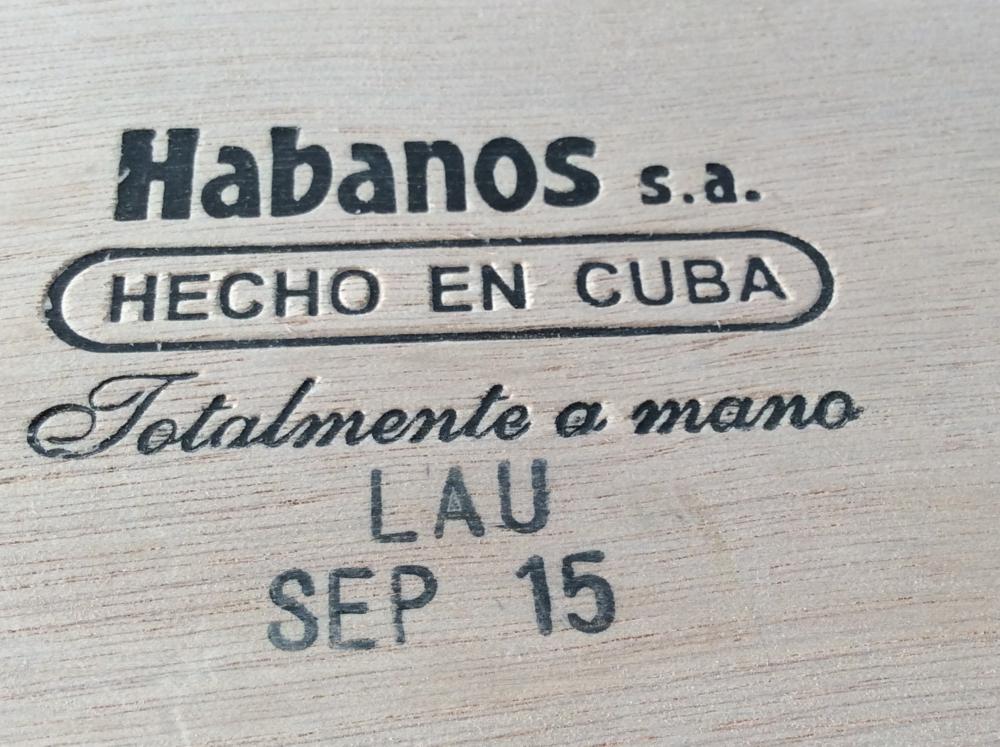 Habanos s.a.
HECHO EN CUBA
Totalmente a mano
LAU
SEP 15